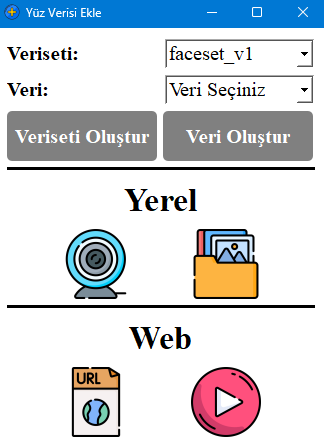 Yüz Verisi Ekle
Veriseti: faceset_v1
Veri: Veri Seçiniz
Veriseti Oluştur Veri Oluştur
Yerel
Web
URL